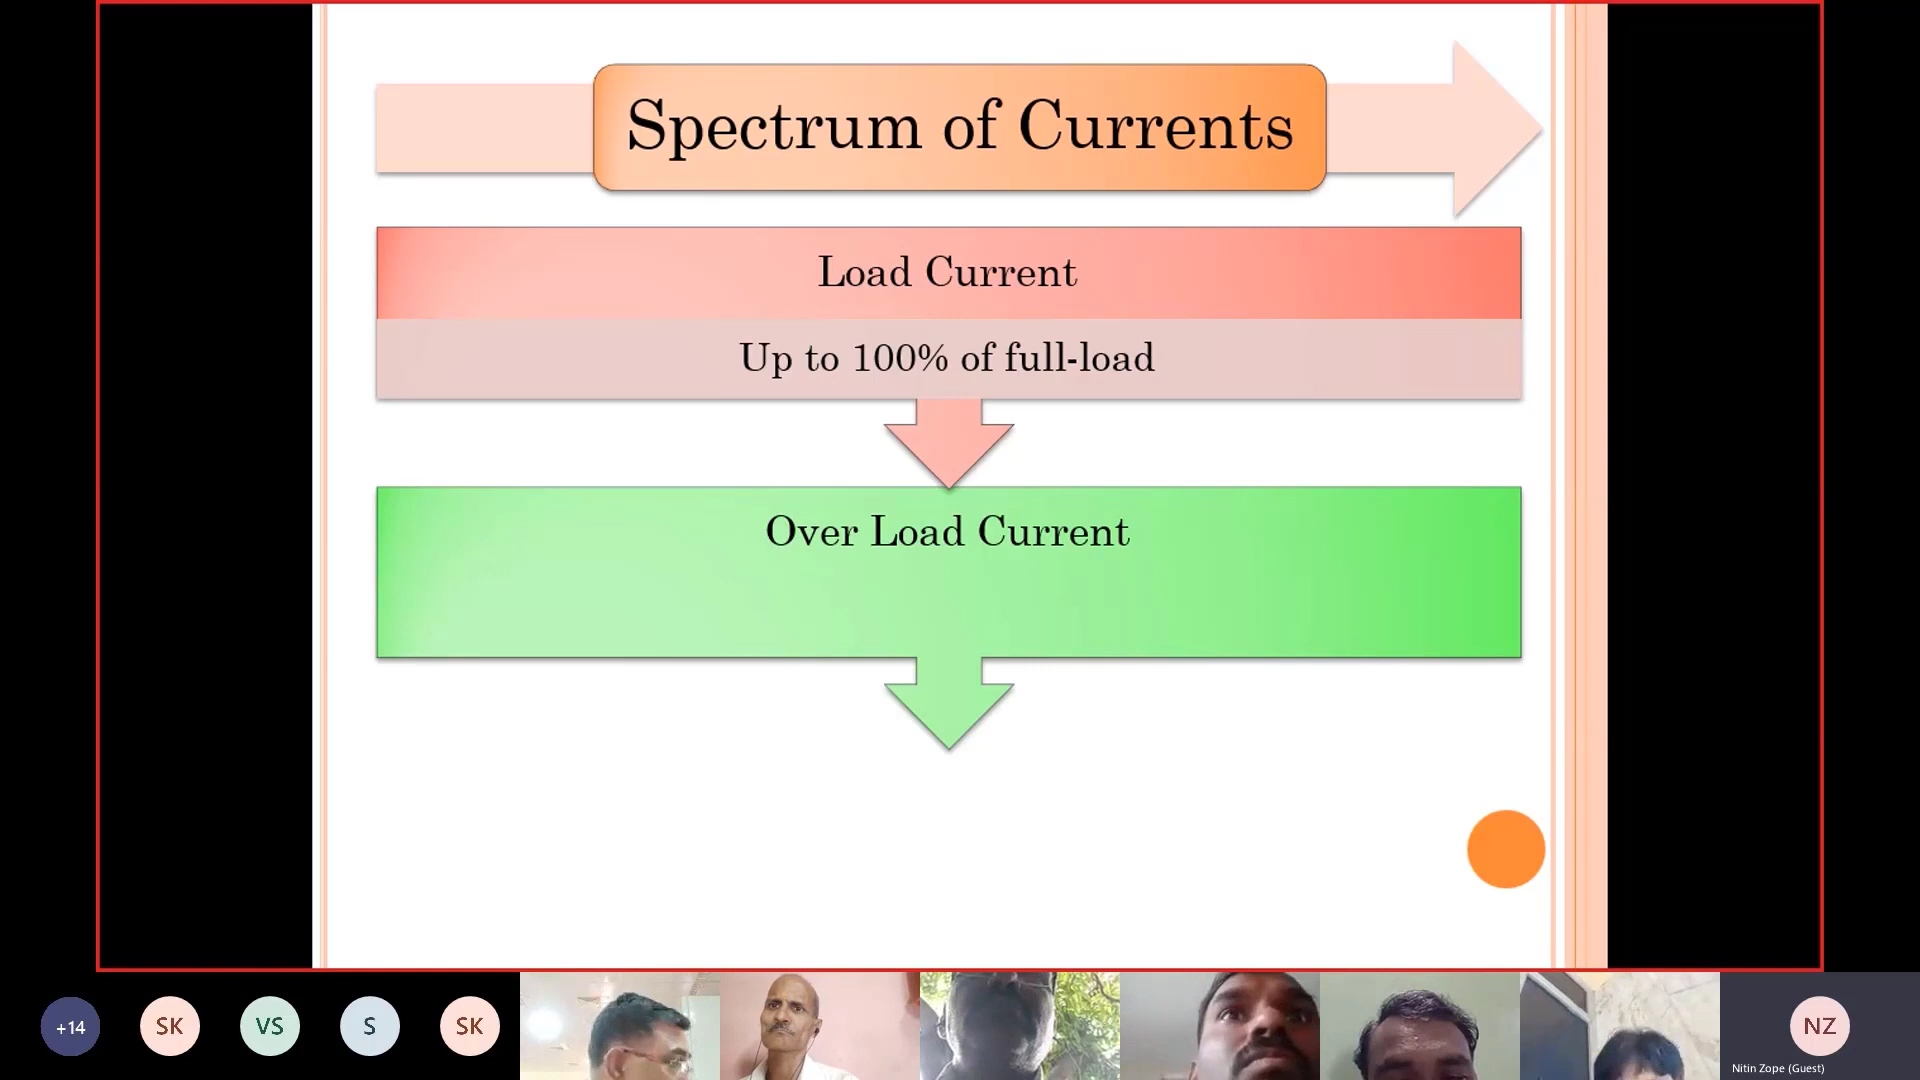 Spectrum of Currents
Load Current
Up to 100% of full-load
Over Load Current
+14
SK
VS
S
SK
NZ
Nitin Zope (Guest)